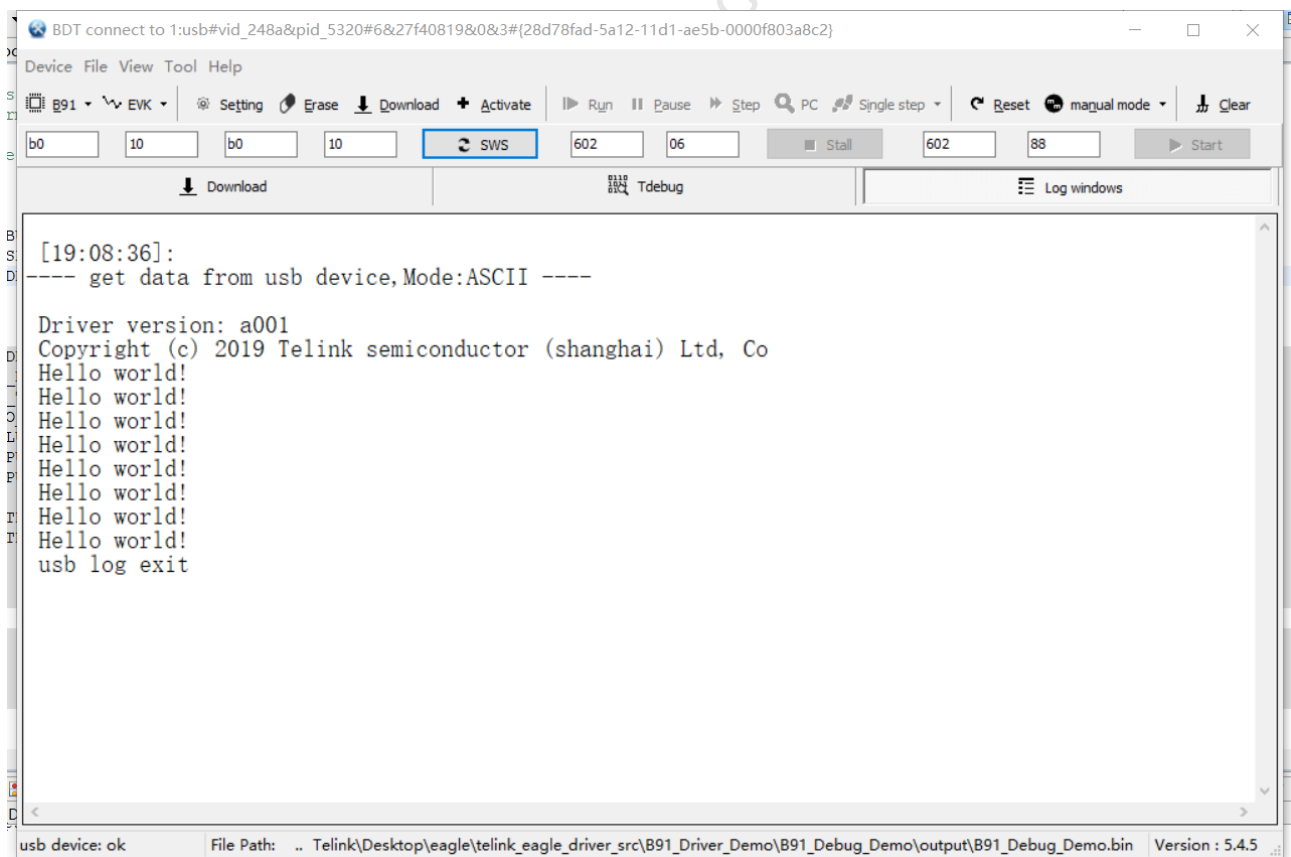 BDT connect to 1:usb#vid_248a&pid_5320#6&27f40819&0&3#{28d78fad-5a12-11d1-ae5b-0000f803a8c2}
Device File View Tool Help
B91 EVK Setting Erase Download Activate Run Pause Step PC Single step Reset manual mode Clear
b0 10 b0 10 SWS 602 06 Stall 602 88 Start
Download Tdebug Log windows
[19:08:36]:
---- get data from usb device,Mode:ASCII ----
Driver version: a001
Copyright (c) 2019 Telink semiconductor (shanghai) Ltd, Co
Hello world!
Hello world!
Hello world!
Hello world!
Hello world!
Hello world!
Hello world!
Hello world!
usb log exit
usb device: ok File Path: .. Telink\Desktop\eagle\telink_eagle_driver_src\B91_Driver_Demo\B91_Debug_Demo\output\B91_Debug_Demo.bin Version : 5.4.5